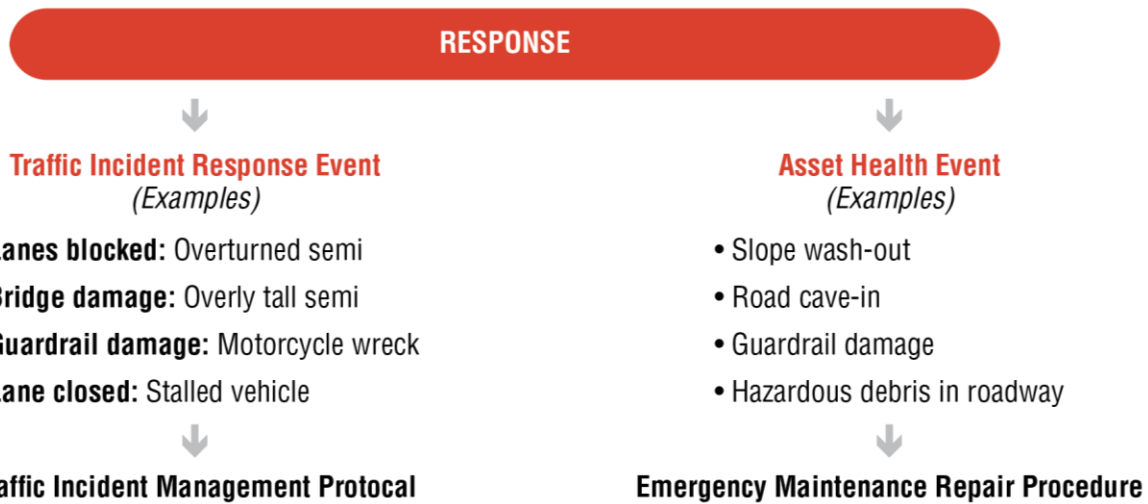 RESPONSE
Traffic Incident Response Event
(Examples)
Lanes blocked: Overturned semi
Bridge damage: Overly tall semi
Guardrail damage: Motorcycle wreck
Lane closed: Stalled vehicle
affic Incident Management Protocal
Asset Health Event
(Examples)
• Slope wash-out
• Road cave-in
• Guardrail damage
• Hazardous debris in roadway
Emergency Maintenance Repair Procedure